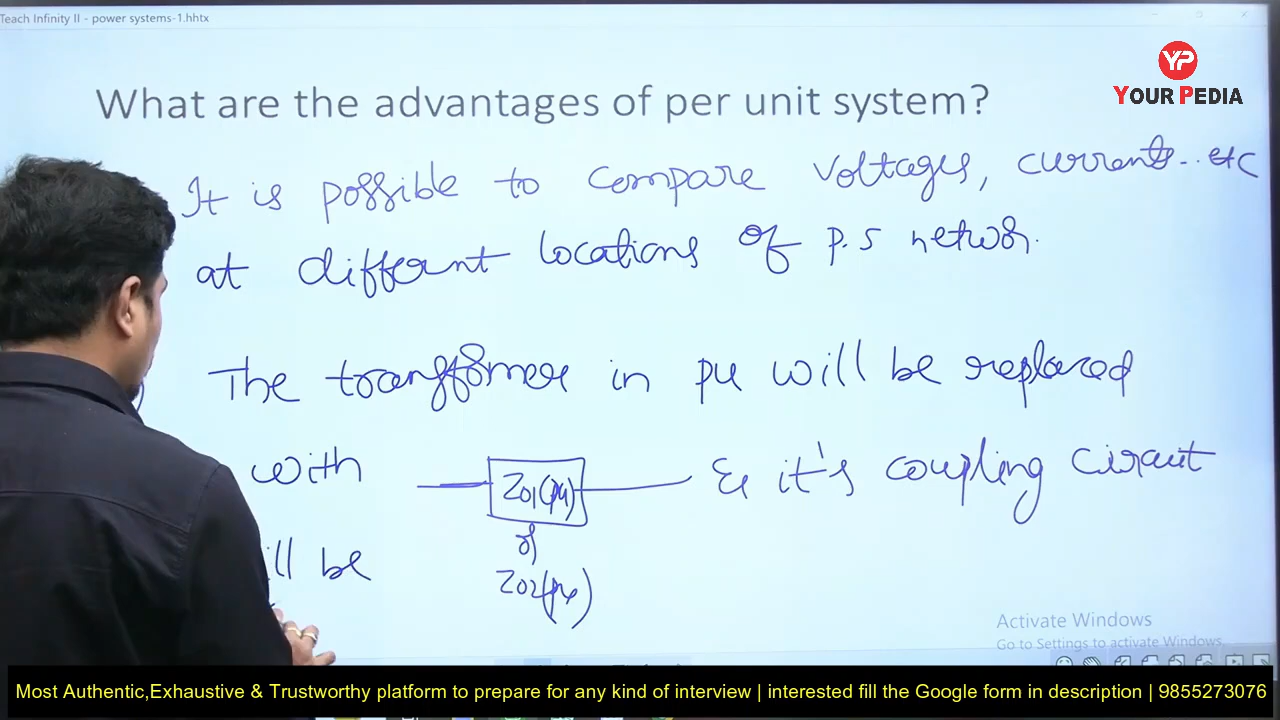 Teach Infinity II - power systems-1.hhtx
YP
YOUR PEDIA
What are the advantages of per unit system?
It is possible to compare voltages, currents.. etc
at different locations of P.S
The transformer in pu will be replaced
with Z01(pu) & it's coupling circuit
or
ill be
Z02(pu)
Activate Windows
Go to Settings to activate Windows.
Most Authentic,Exhaustive & Trustworthy platform to prepare for any kind of interview | interested fill the Google form in description | 9855273076